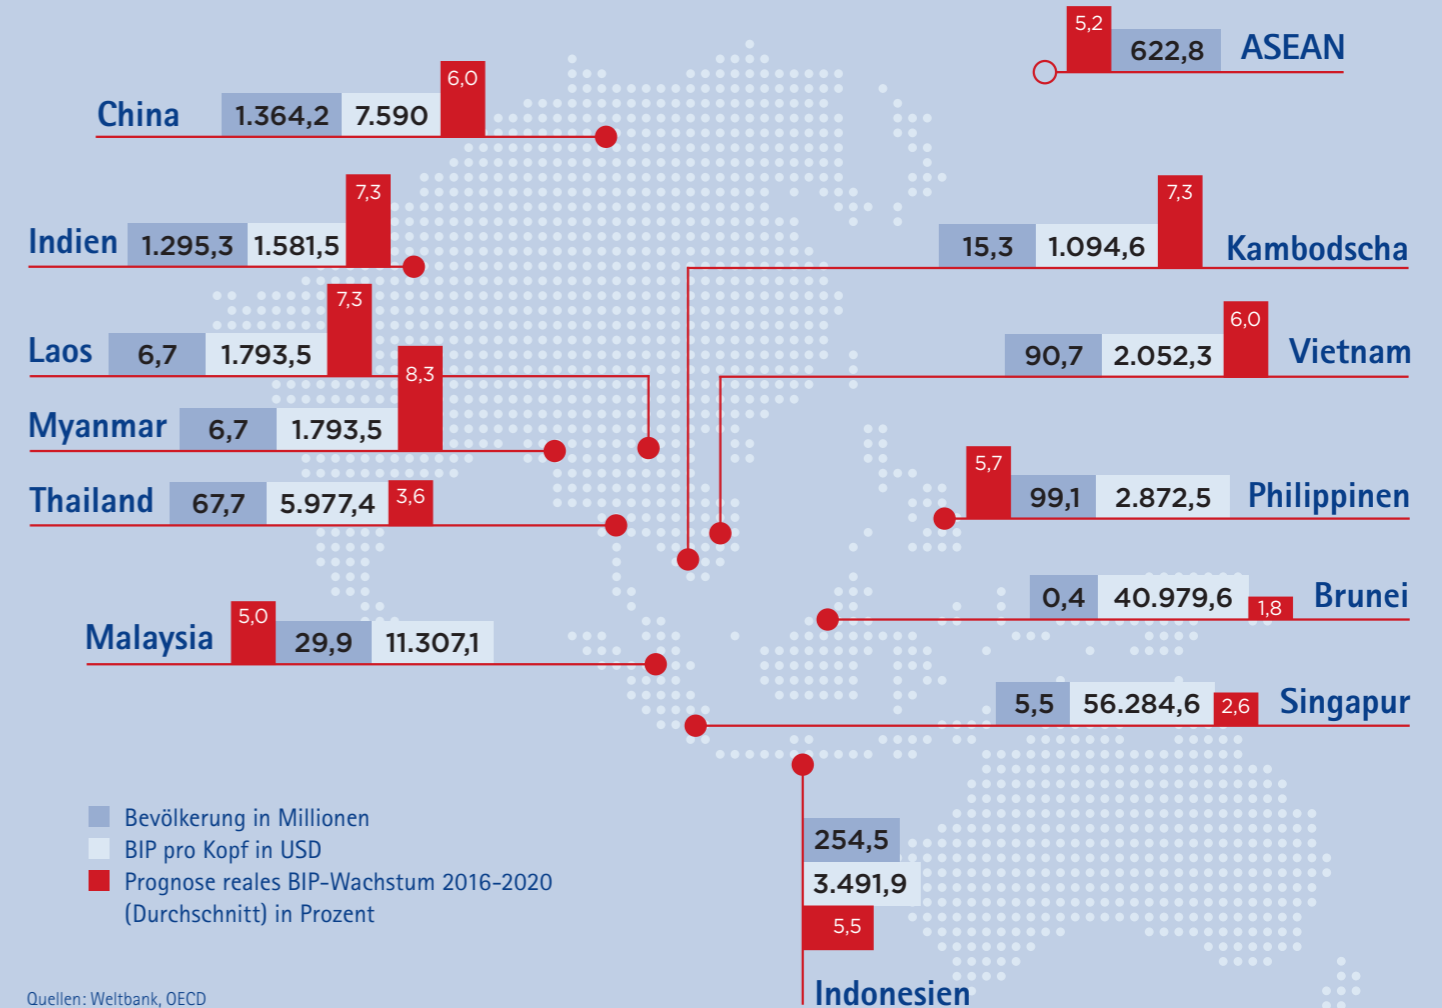 5,2
622,8 ASEAN
China 1.364,2 7.590 6,0
Indien 1.295,3 1.581,5 7,3
15,3 1.094,6 7,3 Kambodscha
Laos 6,7 1.793,5 7,3
90,7 2.052,3 6,0 Vietnam
Myanmar 6,7 1.793,5 8,3
Thailand 67,7 5.977,4 3,6
5,7 99,1 2.872,5 Philippinen
0,4 40.979,6 1,8 Brunei
Malaysia 5,0 29,9 11.307,1
5,5 56.284,6 2,6 Singapur
254,5
3.491,9
5,5
Indonesien
Bevölkerung in Millionen
BIP pro Kopf in USD
Prognose reales BIP-Wachstum 2016-2020
(Durchschnitt) in Prozent
Quellen: Weltbank, OECD